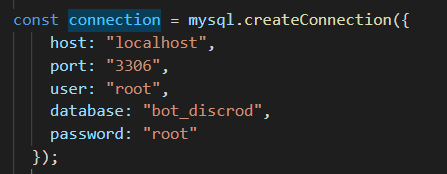 const connection = mysql.createConnection({
host: "localhost",
port: "3306",
user: "root",
database: "bot_discrod",
password: "root"
});